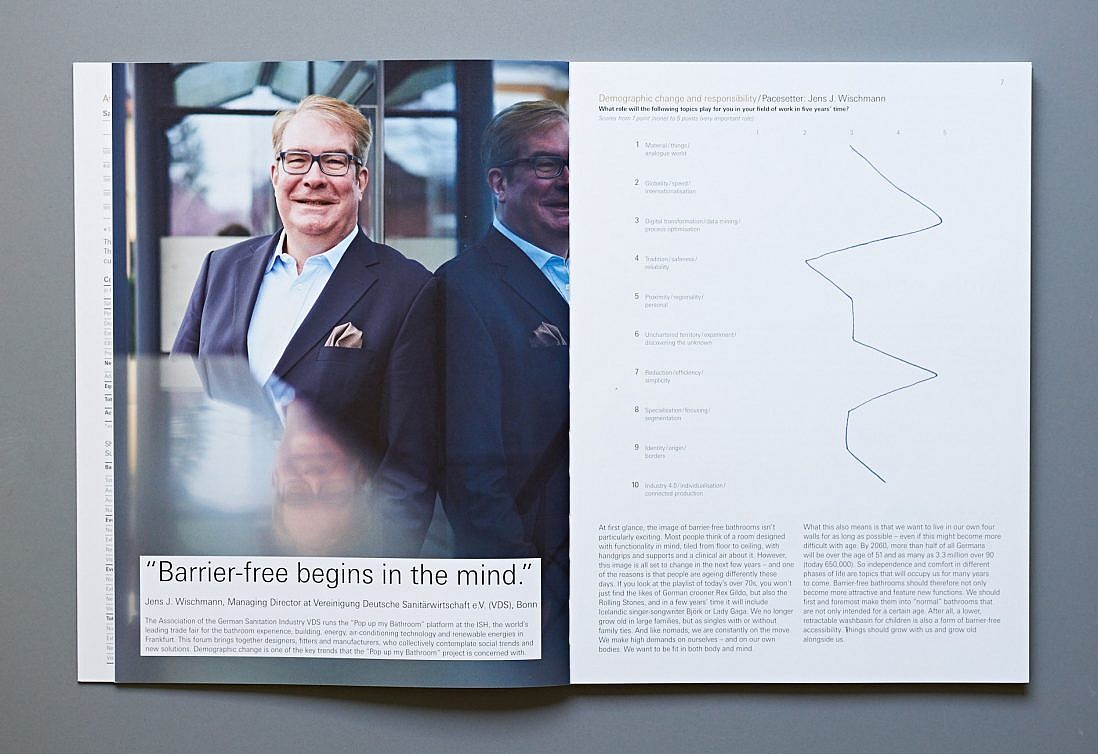 "Barrier-free begins in the mind."
Jens J. Wischmann, Managing Director at Vereinigung Deutsche Sanitärwirtschaft e.V. (VDS), Bonn
The Association of the German Sanitation Industry VDS runs the "Pop up my Bathroom" platform at the ISH, the world's
leading trade fair for the bathroom experience, building, energy, air-conditioning technology and renewable energies in
Frankfurt. This forum brings together designers, fitters and manufacturers, who collectively contemplate social trends and
new solutions. Demographic change is one of the key trends that the "Pop up my Bathroom" project is concerned with.
7
Demographic change and responsibility / Pacesetter: Jens J. Wischmann
What role will the following topics play for you in your field of work in five years' time?
Scores from 1 point (none) to 5 points (very important role)
1 2 3 4 5
1 Material / things /
analogue world
2 Globality / speed /
internationalisation
3 Digital transformation / data mining /
process optimisation
4 Tradition / safeness /
reliability
5 Proximity / regionality /
personal
6 Unchartered territory / experiment /
discovering the unknown
7 Reduction / efficiency /
simplicity
8 Specialisation / focusing /
segmentation
9 Identity / origin /
borders
10 Industry 4.0 / individualisation /
connected production
At first glance, the image of barrier-free bathrooms isn't
particularly exciting. Most people think of a room designed
with functionality in mind, tiled from floor to ceiling, with
handgrips and supports and a clinical air about it. However,
this image is all set to change in the next few years – and one
of the reasons is that people are ageing differently these
days. If you look at the playlist of today's over 70s, you won't
just find the likes of German crooner Rex Gildo, but also the
Rolling Stones, and in a few years' time it will include
Icelandic singer-songwriter Björk or Lady Gaga. We no longer
grow old in large families, but as singles with or without
family ties. And like nomads, we are constantly on the move.
We make high demands on ourselves – and on our own
bodies. We want to be fit in both body and mind.
What this also means is that we want to live in our own four
walls for as long as possible – even if this might become more
difficult with age. By 2060, more than half of all Germans
will be over the age of 51 and as many as 3.3 million over 90
(today 650,000). So independence and comfort in different
phases of life are topics that will occupy us for many years
to come. Barrier-free bathrooms should therefore not only
become more attractive and feature new functions. We should
first and foremost make them into "normal" bathrooms that
are not only intended for a certain age. After all, a lower,
retractable washbasin for children is also a form of barrier-free
accessibility. Things should grow with us and grow old
alongside us.